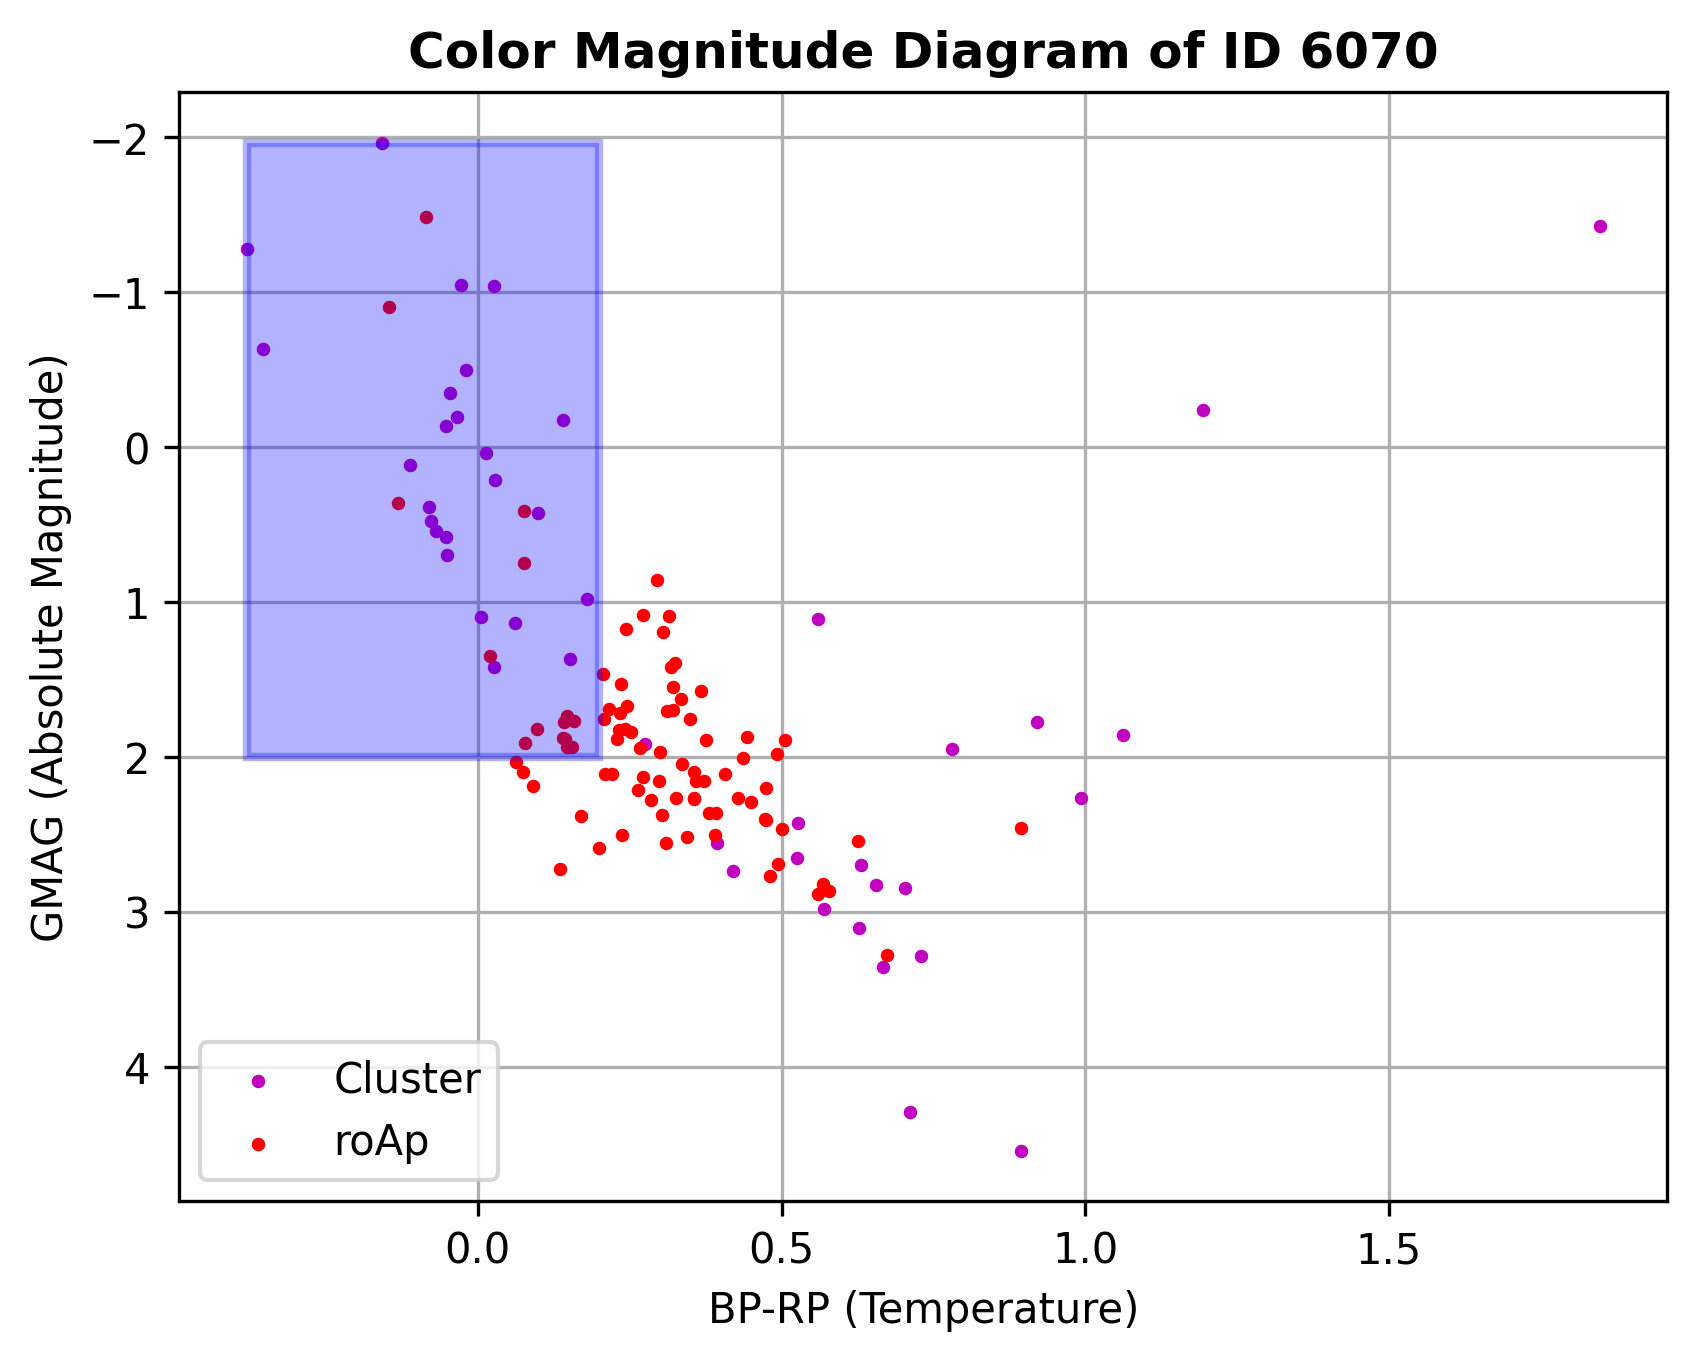 Color Magnitude Diagram of ID 6070
−2
−1
0
1
2
3
4
GMAG (Absolute Magnitude)
Cluster
roAp
0.0 0.5 1.0 1.5
BP-RP (Temperature)